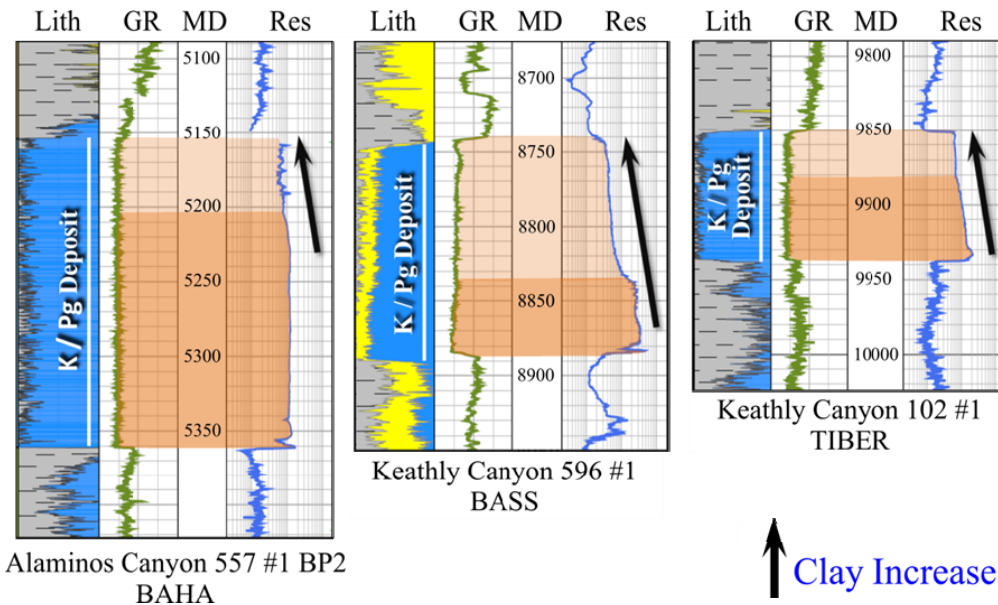 Lith GR MD Res
5100
5150
5200
5250
5300
5350
K / Pg Deposit
Alaminos Canyon 557 #1 BP2
BAHA
Lith GR MD Res
8700
8750
8800
8850
8900
K / Pg Deposit
Keathly Canyon 596 #1
BASS
Lith GR MD Res
9800
9850
9900
9950
10000
K / Pg
Deposit
Keathly Canyon 102 #1
TIBER
Clay Increase